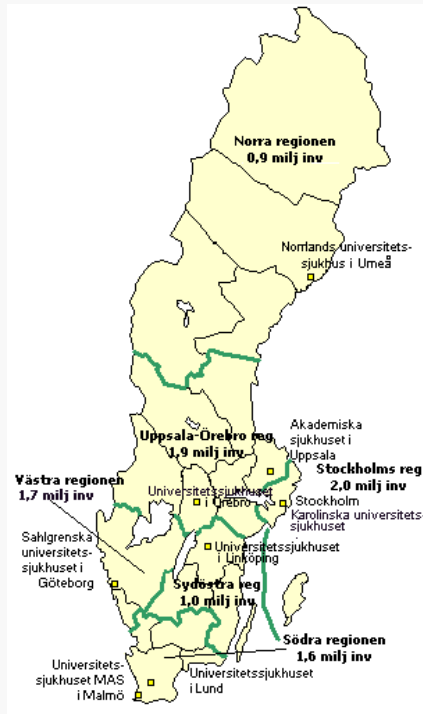 Norra regionen
0,9 milj inv
Norrlands universitets-
sjukhus i Umeå
Akademiska
sjukhuset i
Uppsala
Uppsala-Örebro reg
1,9 milj inv
Stockholms reg
2,0 milj inv
Västra regionen
1,7 milj inv
Universitetssjukhuset
i Örebro
Stockholm
Karolinska universitets-
sjukhuset
Sahlgrenska
universitets-
sjukhuset i
Göteborg
Universitetssjukhuset
i Linköping
Sydöstra reg
1,0 milj inv
Södra regionen
1,6 milj inv
Universitets-
sjukhuset MAS
i Malmö
Universitetssjukhuset
i Lund